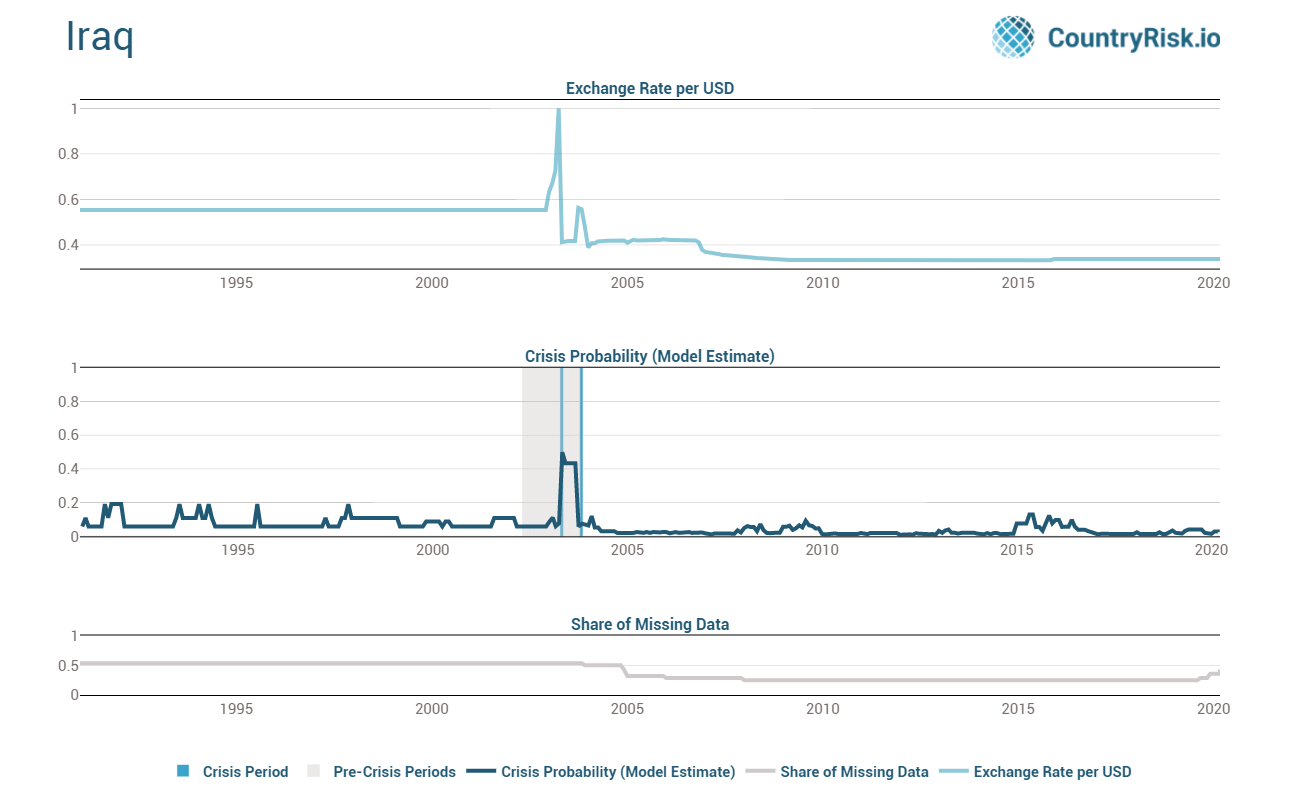 Iraq
CountryRisk.io
Exchange Rate per USD
1
0.8
0.6
0.4
1995 2000 2005 2010 2015 2020
Crisis Probability (Model Estimate)
1
0.8
0.6
0.4
0.2
0
1995 2000 2005 2010 2015 2020
Share of Missing Data
1
0.5
0
1995 2000 2005 2010 2015 2020
Crisis Period Pre-Crisis Periods Crisis Probability (Model Estimate) Share of Missing Data Exchange Rate per USD